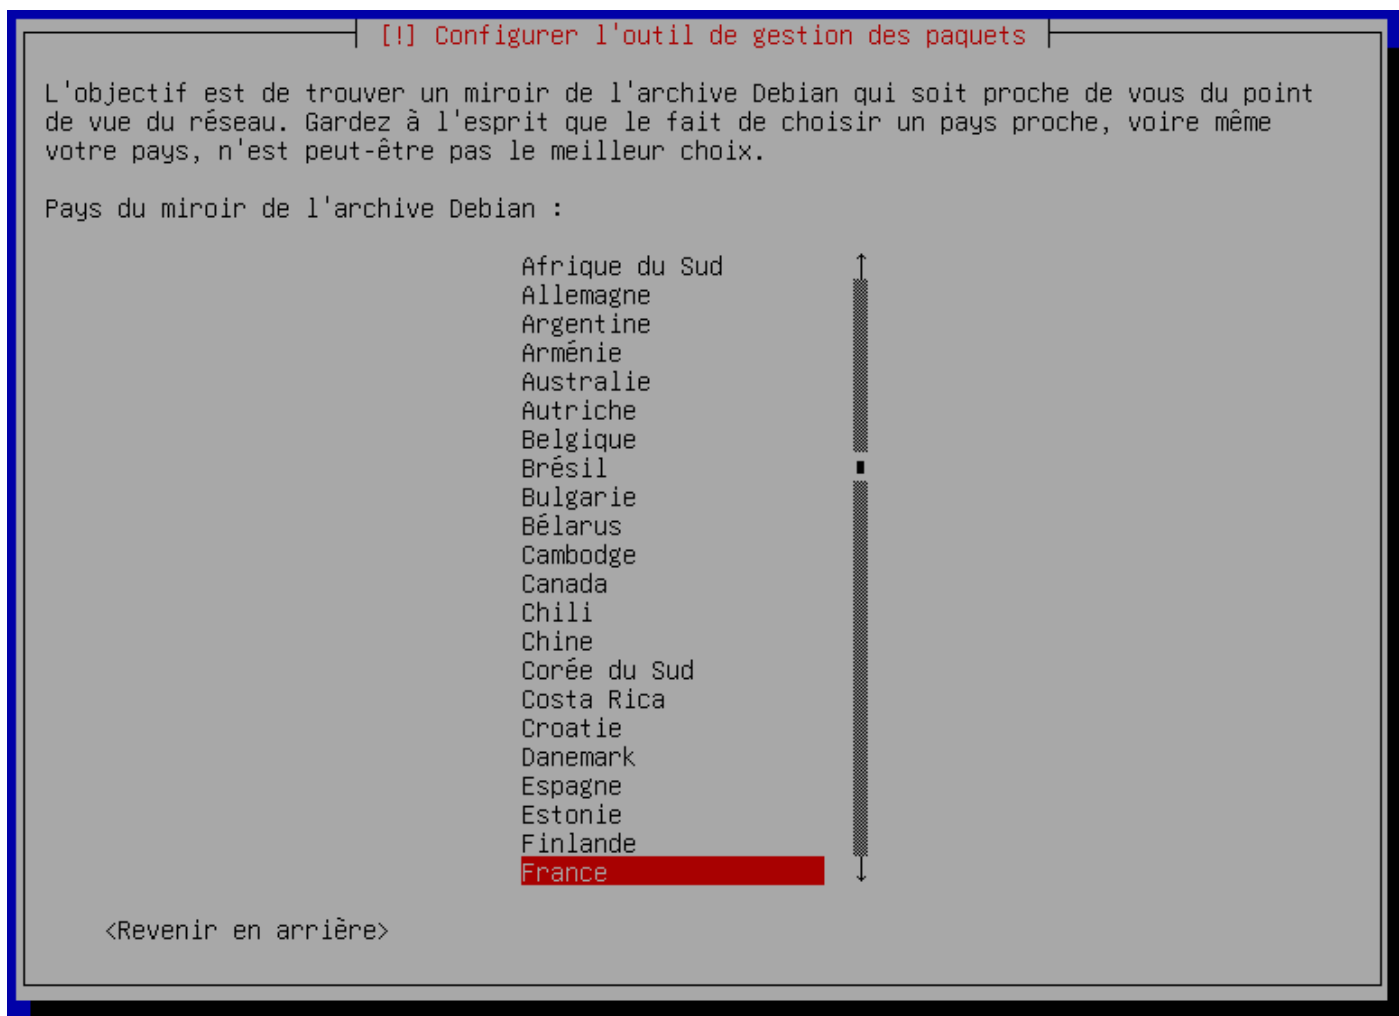 [!] Configurer l'outil de gestion des paquets
L'objectif est de trouver un miroir de l'archive Debian qui soit proche de vous du point
de vue du réseau. Gardez à l'esprit que le fait de choisir un pays proche, voire même
votre pays, n'est peut-être pas le meilleur choix.
Pays du miroir de l'archive Debian :
Afrique du Sud
Allemagne
Argentine
Arménie
Australie
Autriche
Belgique
Brésil
Bulgarie
Bélarus
Cambodge
Canada
Chili
Chine
Corée du Sud
Costa Rica
Croatie
Danemark
Espagne
Estonie
Finlande
France
<Revenir en arrière>